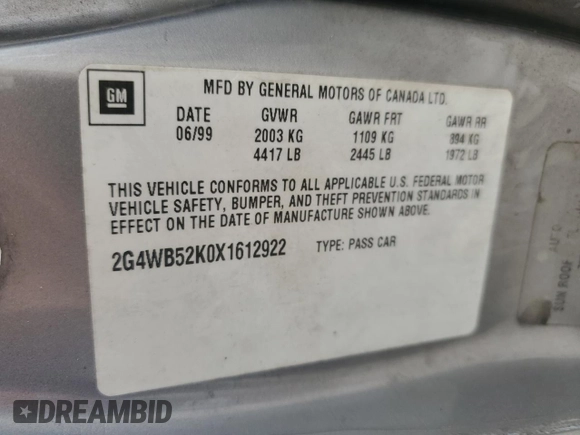 GM
MFD BY GENERAL MOTORS OF CANADA LTD.
DATE GVWR GAWR FRT GAWR RR
06/99 2003 KG 1109 KG 894 KG
4417 LB 2445 LB 1972 LB
THIS VEHICLE CONFORMS TO ALL APPLICABLE U.S. FEDERAL MOTOR
VEHICLE SAFETY, BUMPER, AND THEFT PREVENTION STANDARDS IN
EFFECT ON THE DATE OF MANUFACTURE SHOWN ABOVE.
2G4WB52K0X1612922 TYPE: PASS CAR
AUTO
SUN ROOF
DREAMBID